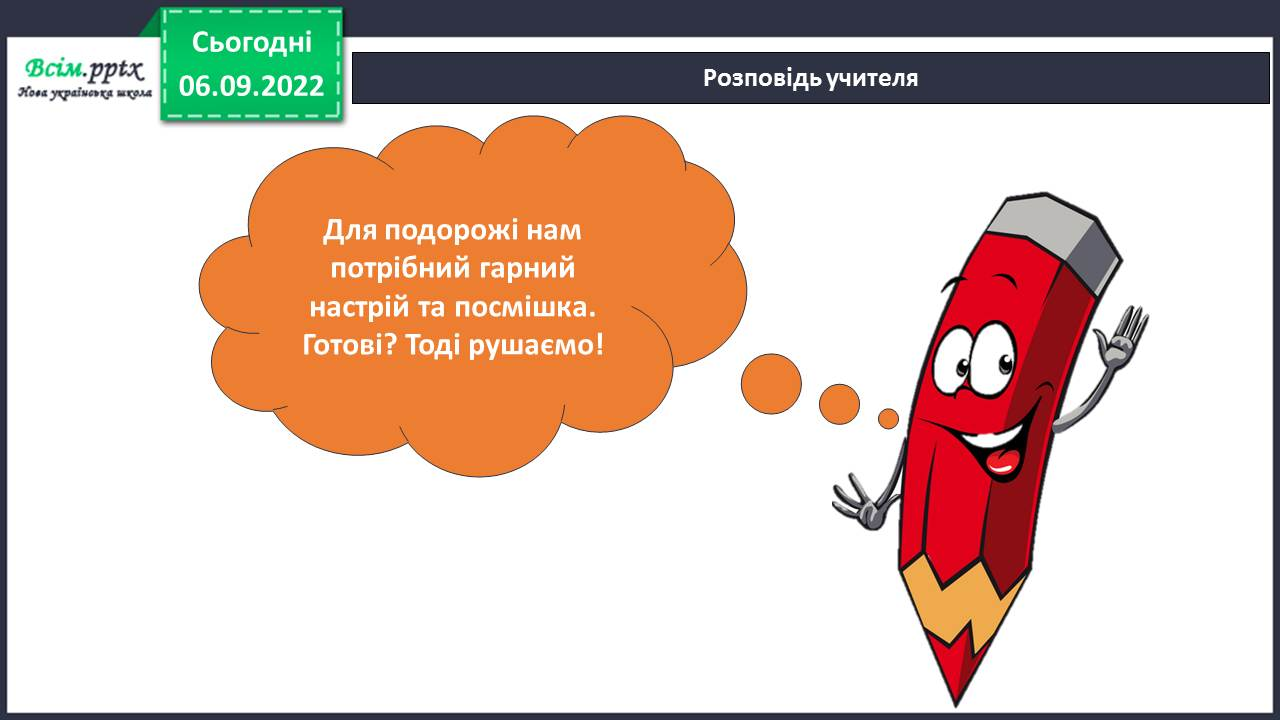 Сьогодні
06.09.2022
Всім.pptx
Нова українська школа
Розповідь учителя
Для подорожі нам
потрібний гарний
настрій та посмішка.
Готові? Тоді рушаємо!